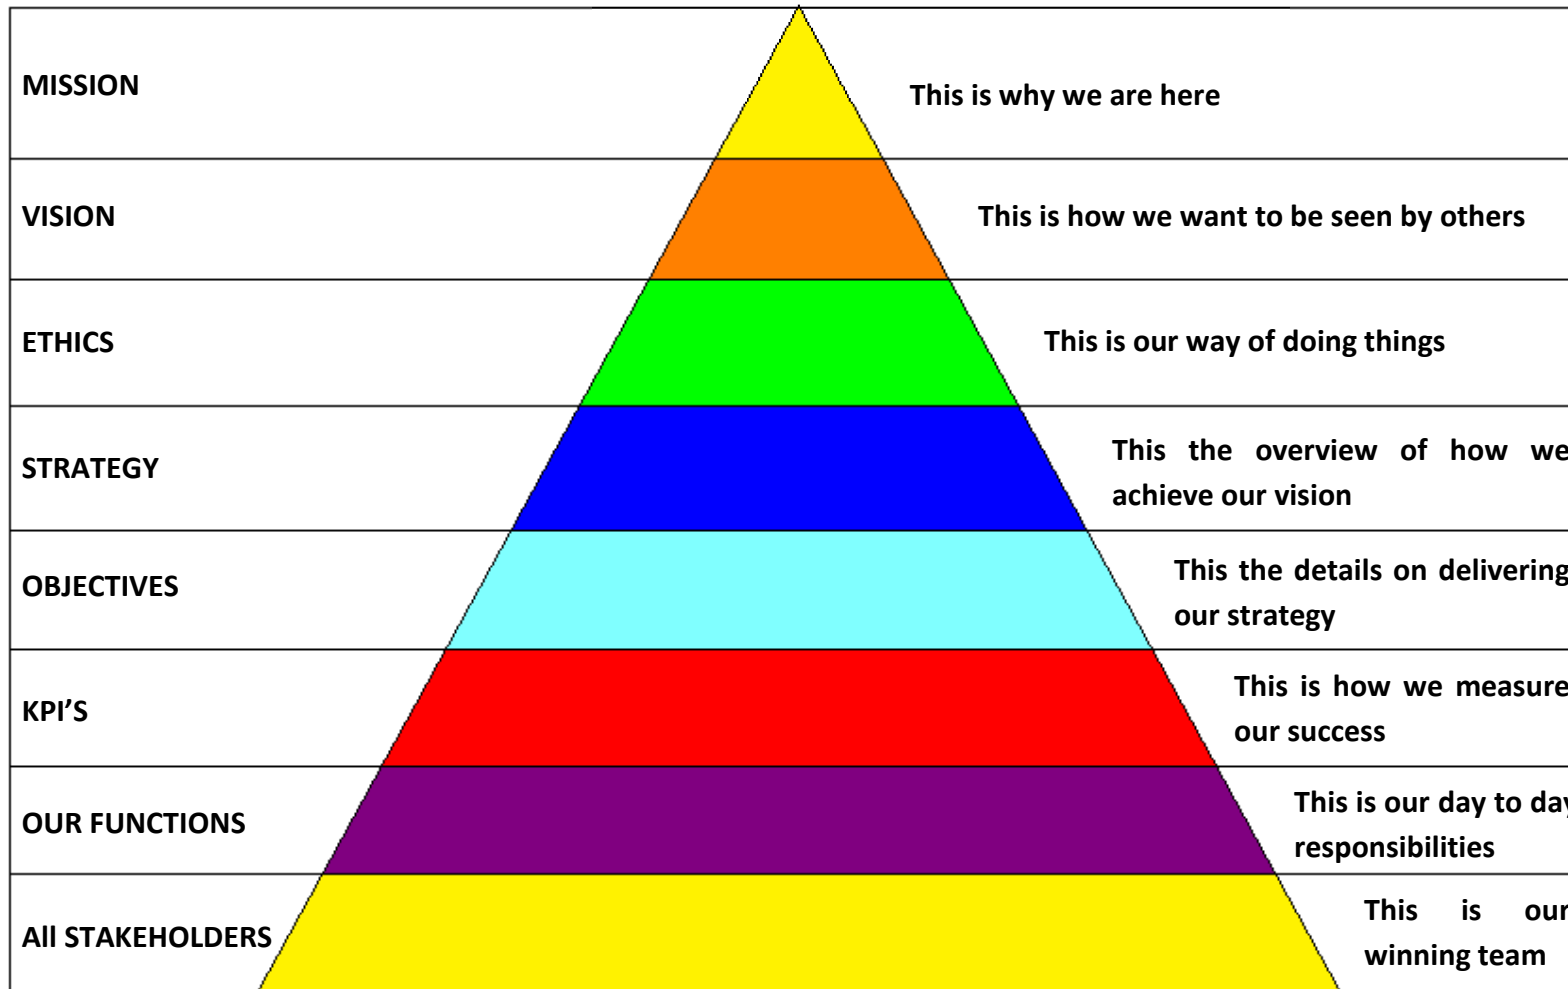 MISSION
This is why we are here
VISION
This is how we want to be seen by others
ETHICS
This is our way of doing things
STRATEGY
This the overview of how we
achieve our vision
OBJECTIVES
This the details on delivering
our strategy
KPI’S
This is how we measure
our success
OUR FUNCTIONS
This is our day to day
responsibilities
All STAKEHOLDERS
This is our
winning team